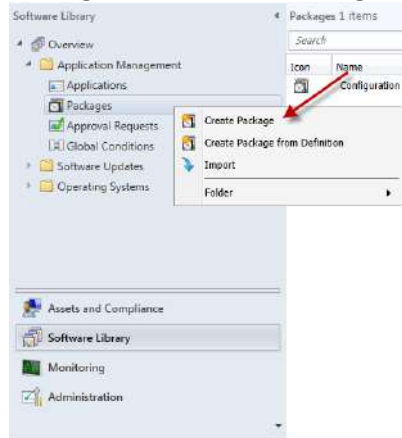 Software Library
Packages 1 items
Search
Overview
Application Management
Icon Name
Applications
Configuration
Packages
Create Package
Approval Requests
Create Package from Definition
Global Conditions
Import
Software Updates
Folder
Operating Systems
Assets and Compliance
Software Library
Monitoring
Administration